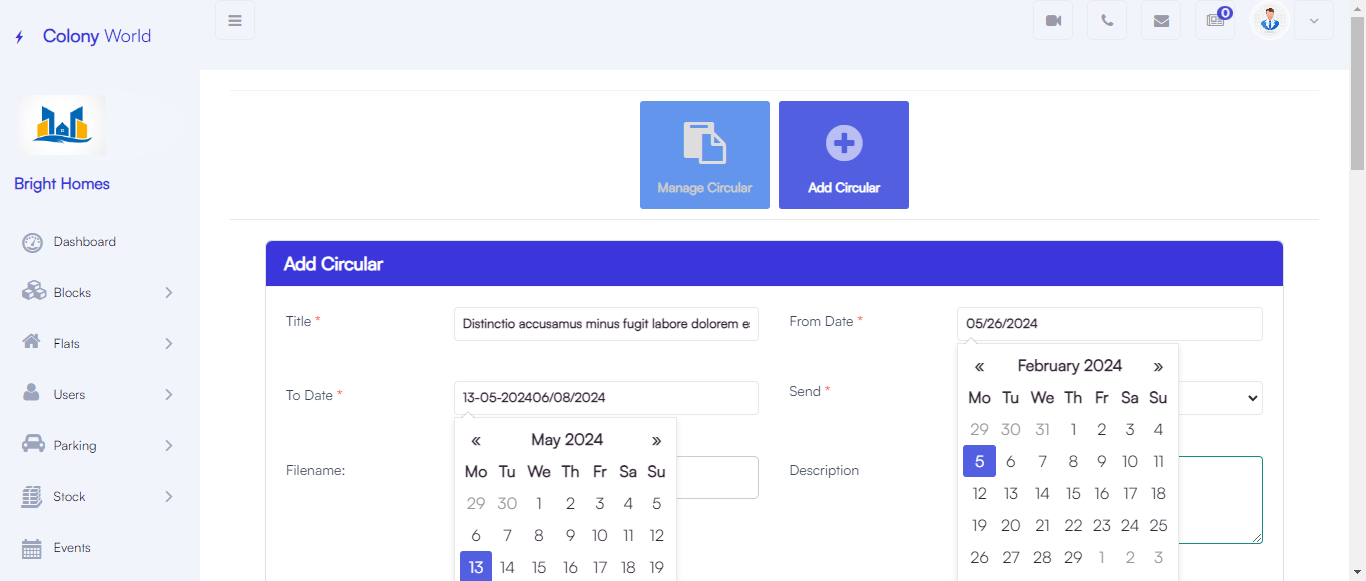 Colony World
0
Bright Homes
Manage Circular
Add Circular
Dashboard
Blocks
Flats
Users
Parking
Stock
Events
Add Circular
Title *
Distinctio accusamus minus fugit labore dolorem e
From Date *
05/26/2024
To Date *
13-05-202406/08/2024
Send *
Filename:
Description
« May 2024 »
Mo Tu We Th Fr Sa Su
29 30 1 2 3 4 5
6 7 8 9 10 11 12
13 14 15 16 17 18 19
« February 2024 »
Mo Tu We Th Fr Sa Su
29 30 31 1 2 3 4
5 6 7 8 9 10 11
12 13 14 15 16 17 18
19 20 21 22 23 24 25
26 27 28 29 1 2 3